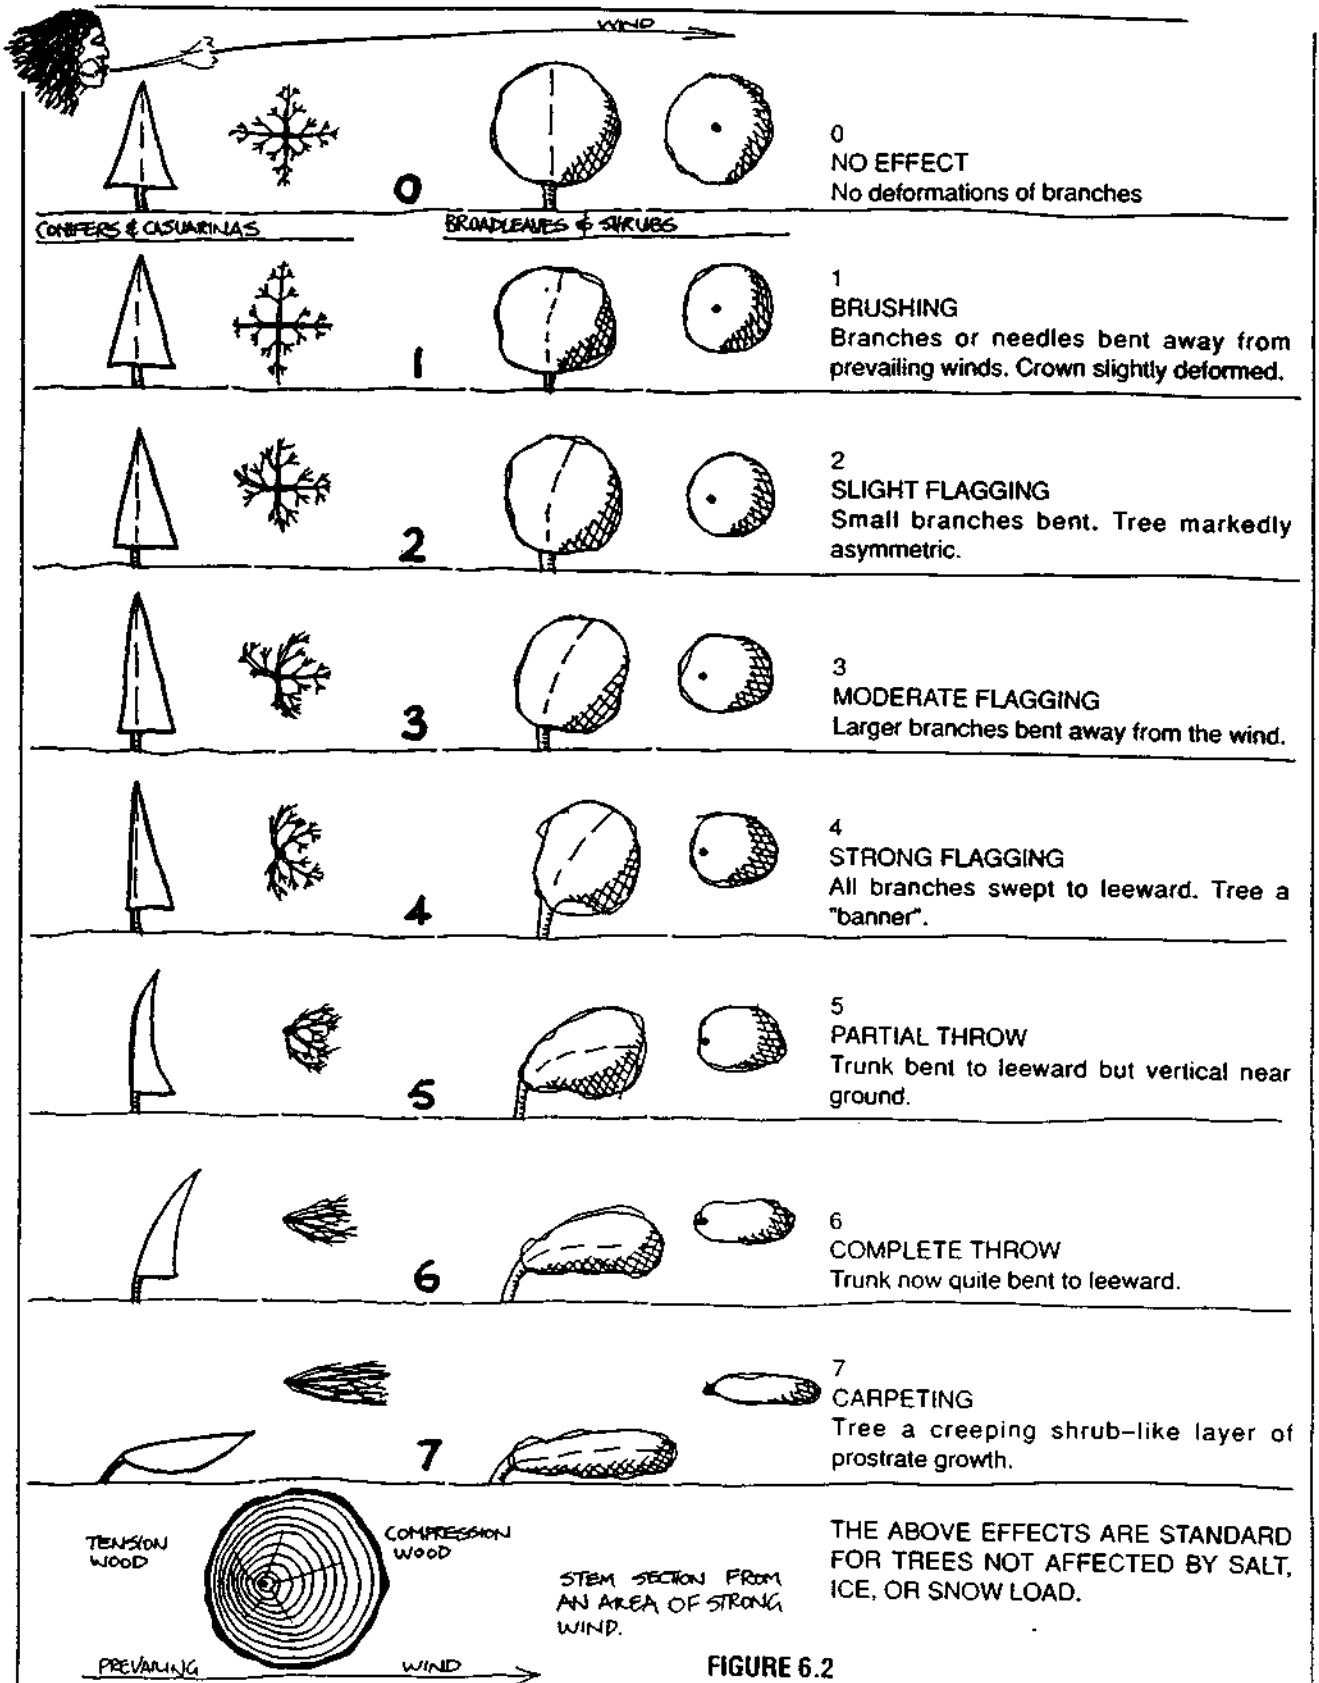 WIND
0
NO EFFECT
No deformations of branches
0
CONIFERS & CASUARINAS
BROADLEAVES & SHRUBS
1
BRUSHING
Branches or needles bent away from
prevailing winds. Crown slightly deformed.
1
2
SLIGHT FLAGGING
Small branches bent. Tree markedly
asymmetric.
2
3
MODERATE FLAGGING
Larger branches bent away from the wind.
3
4
STRONG FLAGGING
All branches swept to leeward. Tree a
"banner".
4
5
PARTIAL THROW
Trunk bent to leeward but vertical near
ground.
5
6
COMPLETE THROW
Trunk now quite bent to leeward.
6
7
CARPETING
Tree a creeping shrub–like layer of
prostrate growth.
7
TENSION
WOOD
COMPRESSION
WOOD
STEM SECTION FROM
AN AREA OF STRONG
WIND.
THE ABOVE EFFECTS ARE STANDARD
FOR TREES NOT AFFECTED BY SALT,
ICE, OR SNOW LOAD.
PREVAILING WIND
FIGURE 6.2